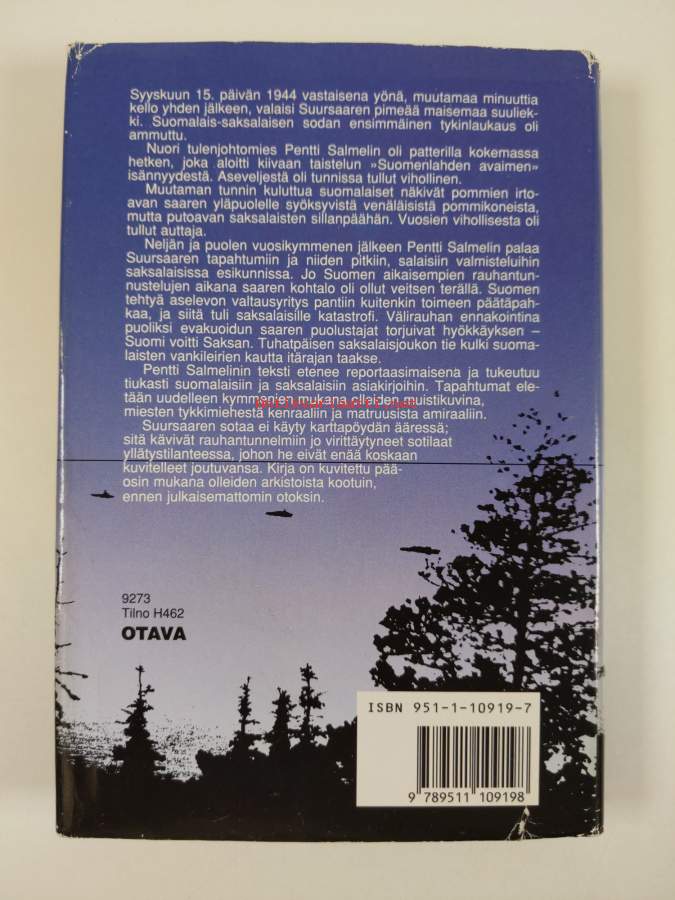 Syyskuun 15. päivän 1944 vastaisena yönä, muutamaa minuuttia
kello yhden jälkeen, valaisi Suursaaren pimeää maisemaa suuliek-
ki. Suomalais-saksalaisen sodan ensimmäinen tykinlaukaus oli
ammuttu.
Nuori tulenjohtomies Pentti Salmelin oli patterilla kokemassa
hetken, joka aloitti kiivaan taistelun »Suomenlahden avaimen»
isännyydestä. Aseveljestä oli tunnissa tullut vihollinen.
Muutaman tunnin kuluttua suomalaiset näkivät pommien irto-
avan saaren yläpuolelle syöksyvistä venäläisistä pommikoneista,
mutta putoavan saksalaisten sillanpäähän. Vuosien vihollisesta oli
tullut auttaja.
Neljän ja puolen vuosikymmenen jälkeen Pentti Salmelin palaa
Suursaaren tapahtumiin ja niiden pitkiin, salaisiin valmisteluihin
saksalaisissa esikunnissa. Jo Suomen aikaisempien rauhantun-
nustelujen aikana saaren kohtalo oli ollut veitsen terällä. Suomen
tehtyä aselevon valtausyritys pantiin kuitenkin toimeen päätäpah-
kaa, ja siitä tuli saksalaisille katastrofi. Välirauhan ennakointina
puoliksi evakuoidun saaren puolustajat torjuivat hyökkäyksen –
Suomi voitti Saksan. Tuhatpäisen saksalaisjoukon tie kulki suoma-
laisten vankileirien kautta itärajan taakse.
Pentti Salmelinin teksti etenee reportaasimaisena ja tukeutuu
tiukasti suomalaisiin ja saksalaisiin asiakirjoihin. Tapahtumat ele-
tään uudelleen kymmenien mukana olleiden muistikuvina,
miesten tykkimiehestä kenraaliin ja matruusista amiraaliin.
Suursaaren sotaa ei käyty karttapöydän ääressä;
sitä kävivät rauhantunnelmiin jo virittäytyneet sotilaat
yllätystilanteessa, johon he eivät enää koskaan
kuvitelleet joutuvansa. Kirja on kuvitettu pää-
osin mukana olleiden arkistoista kootuin,
ennen julkaisemattomin otoksin.
9273
Tilno H462
OTAVA
ISBN 951-1-10919-7
9 789511 109198